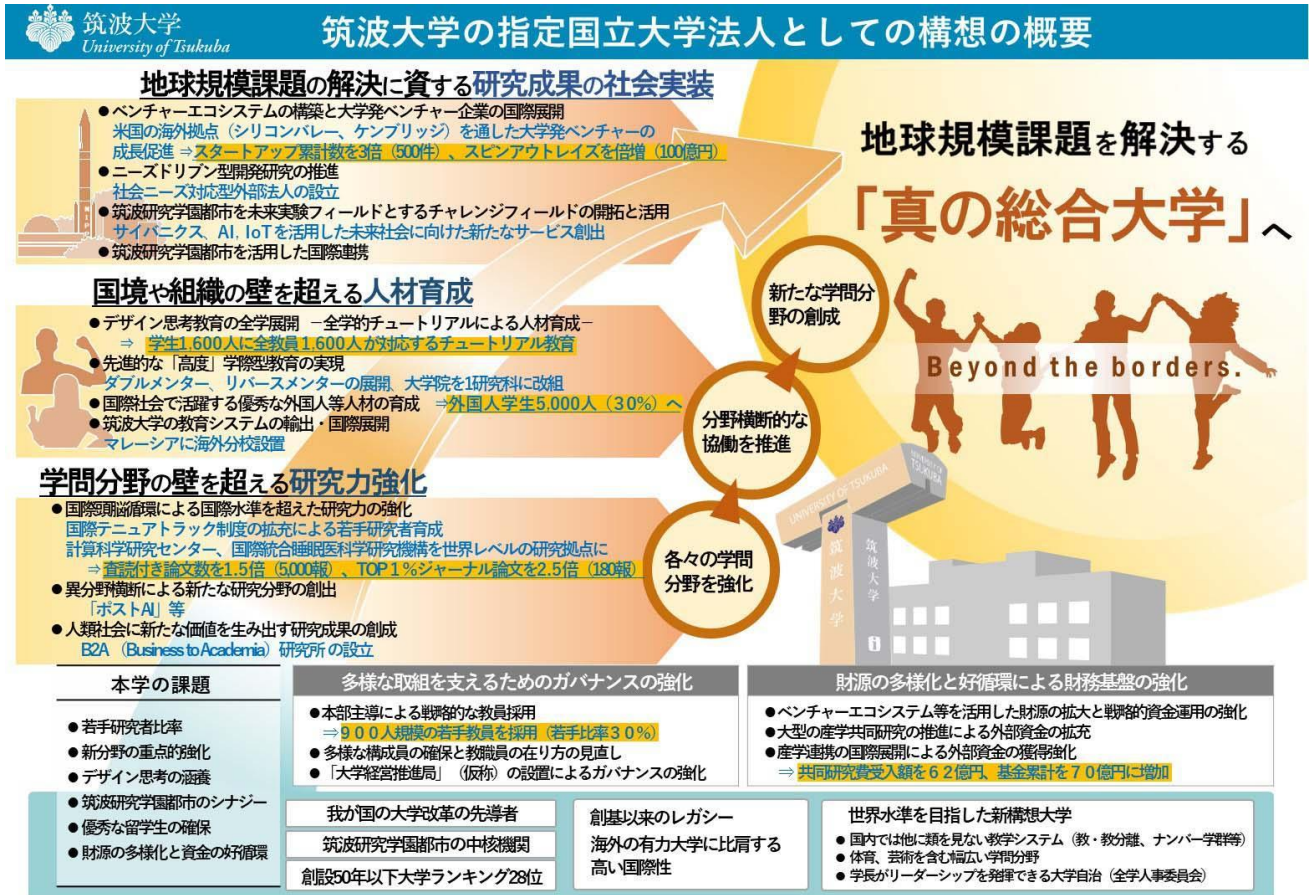 筑波大学
University of Tsukuba
筑波大学の指定国立大学法人としての構想の概要
地球規模課題の解決に資する研究成果の社会実装
●ベンチャーエコシステムの構築と大学発ベンチャー企業の国際展開
米国の海外拠点（シリコンバレー、ケンブリッジ）を通した大学発ベンチャーの
成長促進 ⇒スタートアップ累計数を3倍（500件）、スピンアウトレイズを倍増（100億円）
●ニーズドリブン型開発研究の推進
社会ニーズ対応型外部法人の設立
●筑波研究学園都市を未来実験フィールドとするチャレンジフィールドの開拓と活用
サイバニクス、AI, IoTを活用した未来社会に向けた新たなサービス創出
●筑波研究学園都市を活用した国際連携
国境や組織の壁を超える人材育成
●デザイン思考教育の全学展開 －全学的チュートリアルによる人材育成－
⇒ 学生1,600人に全教員1,600人が対応するチュートリアル教育
●先進的な「高度」学際型教育の実現
ダブルメンター、リバースメンターの展開、大学院を1研究科に改組
●国際社会で活躍する優秀な外国人等人材の育成 ⇒外国人学生5,000人（30%）へ
●筑波大学の教育システムの輸出・国際展開
マレーシアに海外分校設置
学問分野の壁を超える研究力強化
●国際頭脳循環による国際水準を超えた研究力の強化
国際テニュアトラック制度の拡充による若手研究者育成
計算科学研究センター、国際統合睡眠医科学研究機構を世界レベルの研究拠点に
⇒査読付き論文数を1.5倍（5,000報）、TOP1%ジャーナル論文を2.5倍（180報）
●異分野横断による新たな研究分野の創出
「ポストAI」等
●人類社会に新たな価値を生み出す研究成果の創成
B2A（Business to Academia）研究所の設立
地球規模課題を解決する
「真の総合大学」へ
新たな学問分
野の創成
Beyond the borders.
分野横断的な
協働を推進
各々の学問
分野を強化
UNIVERSITY OF TSUKUBA
UNIVERSITY OF
TSUKUBA
筑波大学
筑波大学
i
本学の課題
●若手研究者比率
●新分野の重点的強化
●デザイン思考の涵養
●筑波研究学園都市のシナジー
●優秀な留学生の確保
●財源の多様化と資金の好循環
多様な取組を支えるためのガバナンスの強化
●本部主導による戦略的な教員採用
⇒９００人規模の若手教員を採用（若手比率３０%）
●多様な構成員の確保と教職員の在り方の見直し
●「大学経営推進局」（仮称）の設置によるガバナンスの強化
財源の多様化と好循環による財務基盤の強化
●ベンチャーエコシステム等を活用した財源の拡大と戦略的資金運用の強化
●大型の産学共同研究の推進による外部資金の拡充
●産学連携の国際展開による外部資金の獲得強化
⇒ 共同研究費受入額を６２億円、基金累計を７０億円に増加
我が国の大学改革の先導者
筑波研究学園都市の中核機関
創設50年以下大学ランキング28位
創基以来のレガシー
海外の有力大学に比肩する
高い国際性
世界水準を目指した新構想大学
●国内では他に類を見ない教学システム（教・教分離、ナンバー学群等）
●体育、芸術を含む幅広い学問分野
●学長がリーダーシップを発揮できる大学自治（全学人事委員会）